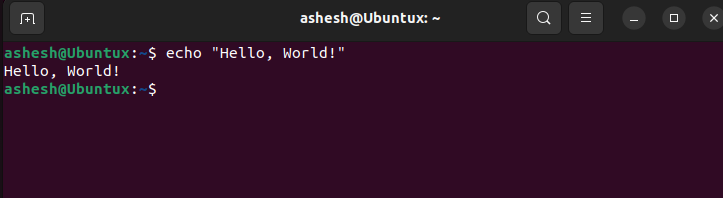 ashesh@Ubuntux: ~
ashesh@Ubuntux:~$ echo "Hello, World!"
Hello, World!
ashesh@Ubuntux:~$